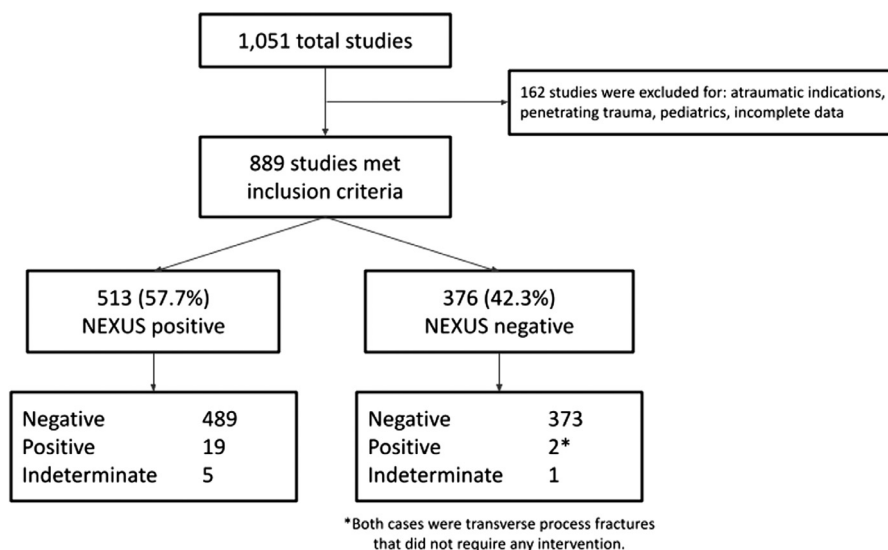 1,051 total studies
162 studies were excluded for: atraumatic indications,
penetrating trauma, pediatrics, incomplete data
889 studies met
inclusion criteria
513 (57.7%)
NEXUS positive
376 (42.3%)
NEXUS negative
Negative 489
Positive 19
Indeterminate 5
Negative 373
Positive 2*
Indeterminate 1
*Both cases were transverse process fractures
that did not require any intervention.